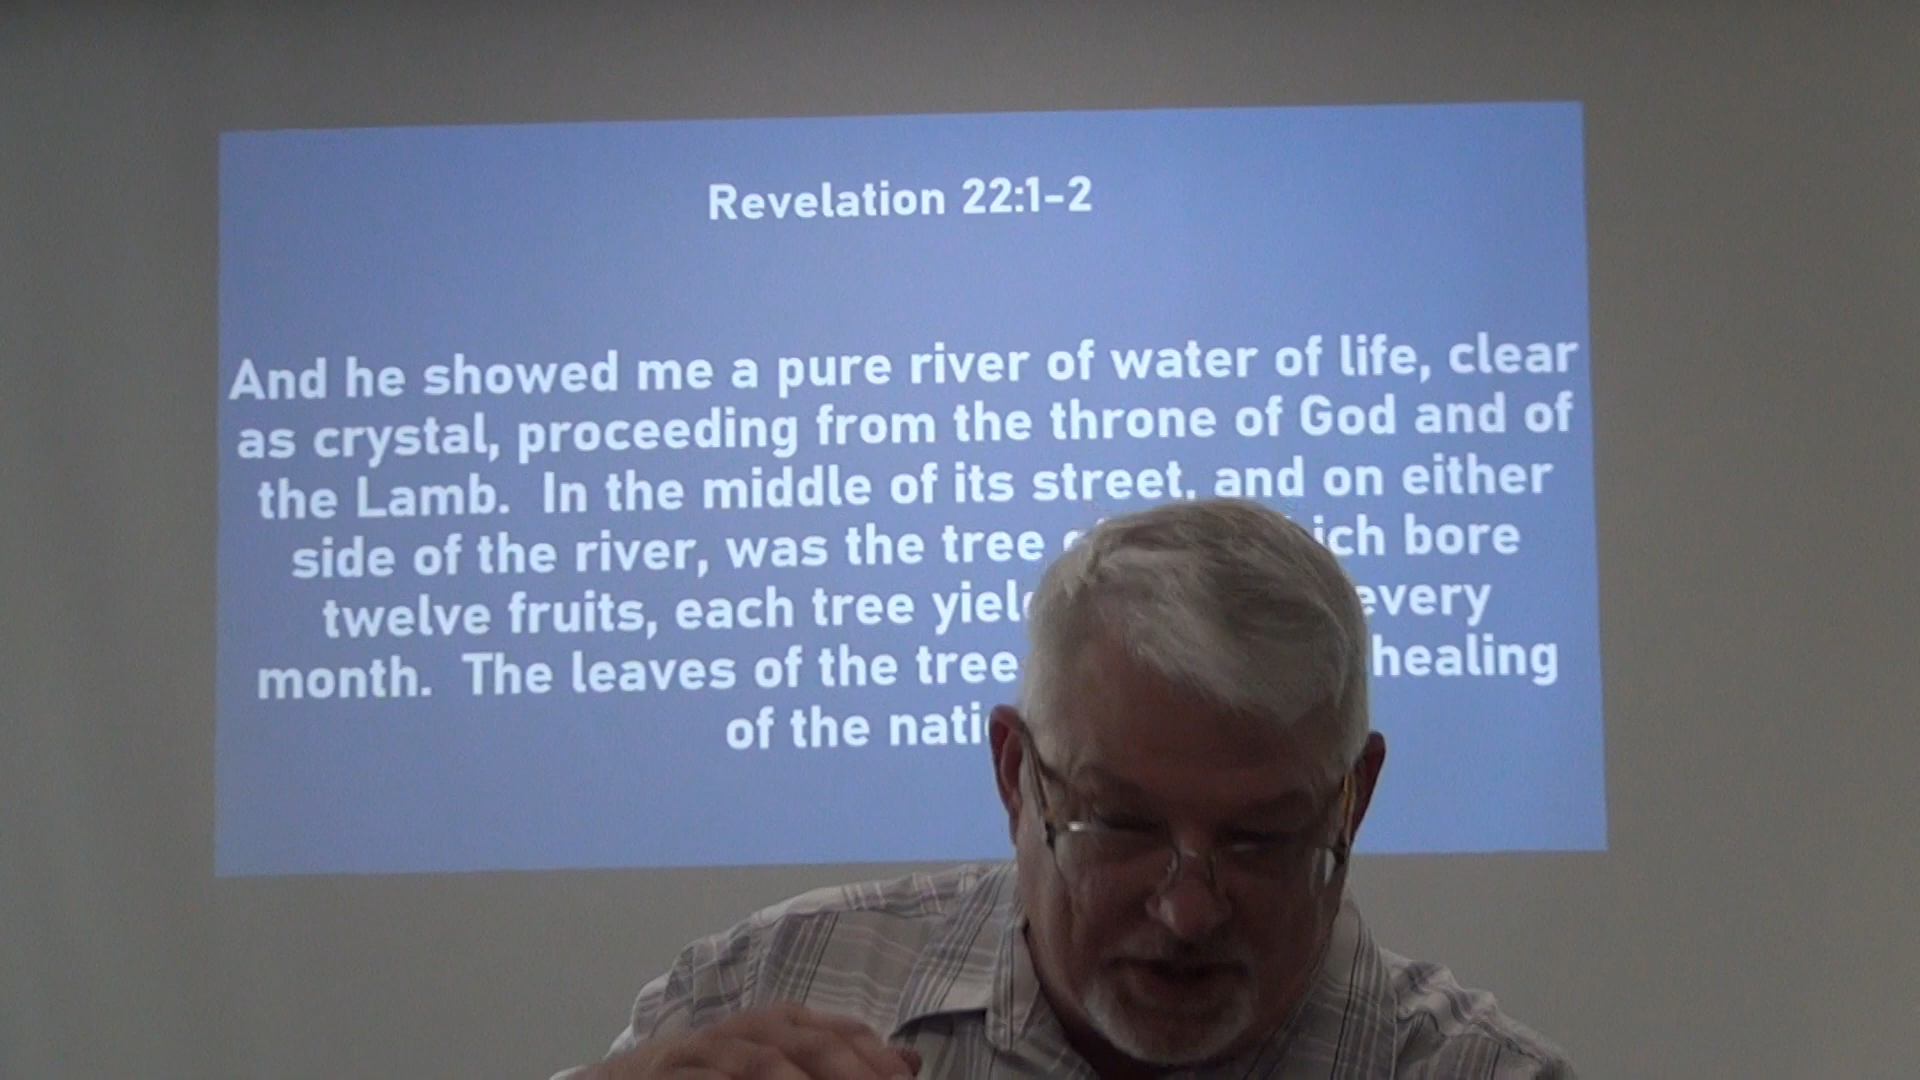 Revelation 22:1-2
And he showed me a pure river of water of life, clear
as crystal, proceeding from the throne of God and of
the Lamb. In the middle of its street, and on either
side of the river, was the tree bore
twelve fruits, each tree every
month. The leaves of the tree healing
of the